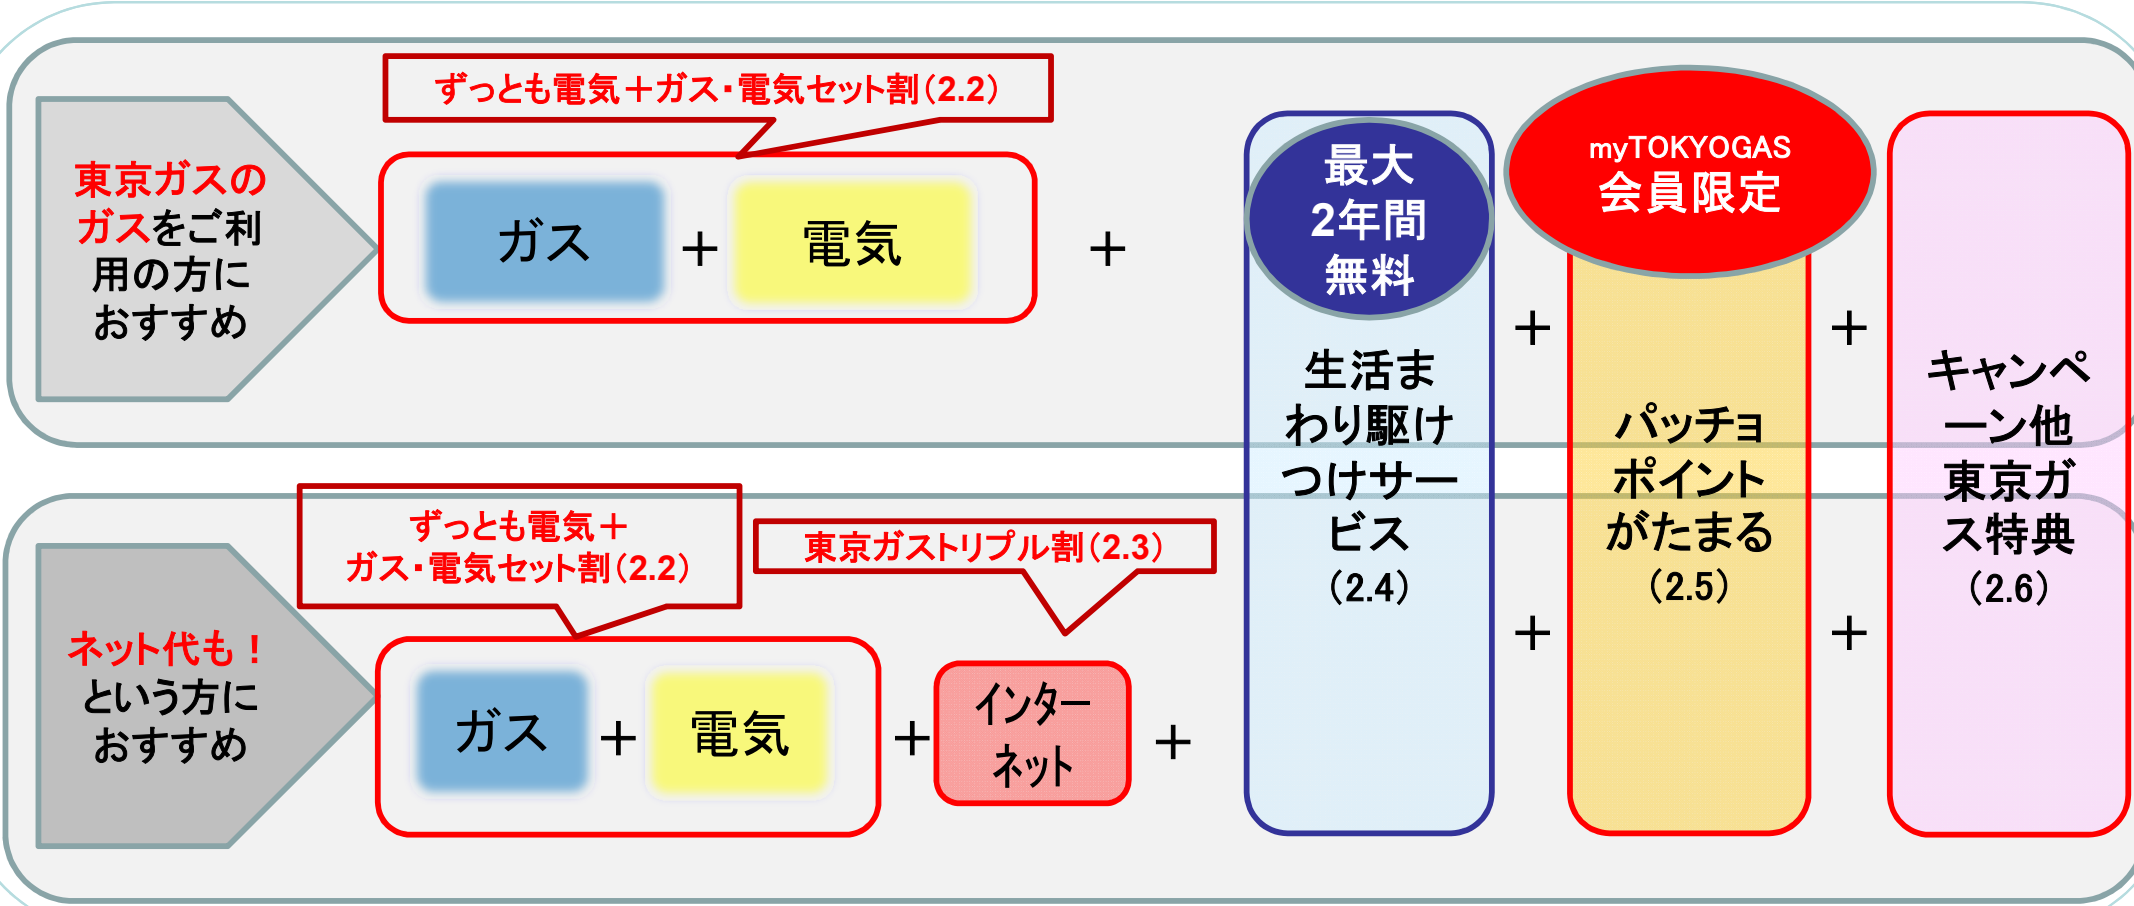 ずっとも電気＋ガス・電気セット割（2.2）
東京ガスの
ガスをご利
用の方に
おすすめ
ガス
＋
電気
＋
最大
2年間
無料
生活ま
わり駆け
つけサー
ビス
（2.4）
＋
myTOKYOGAS
会員限定
パッチョ
ポイント
がたまる
（2.5）
＋
キャンペ
ーン他
東京ガ
ス特典
（2.6）
ずっとも電気＋
ガス・電気セット割（2.2）
東京ガストリプル割（2.3）
ネット代も！
という方に
おすすめ
ガス
＋
電気
＋
インター
ネット
＋
＋
＋